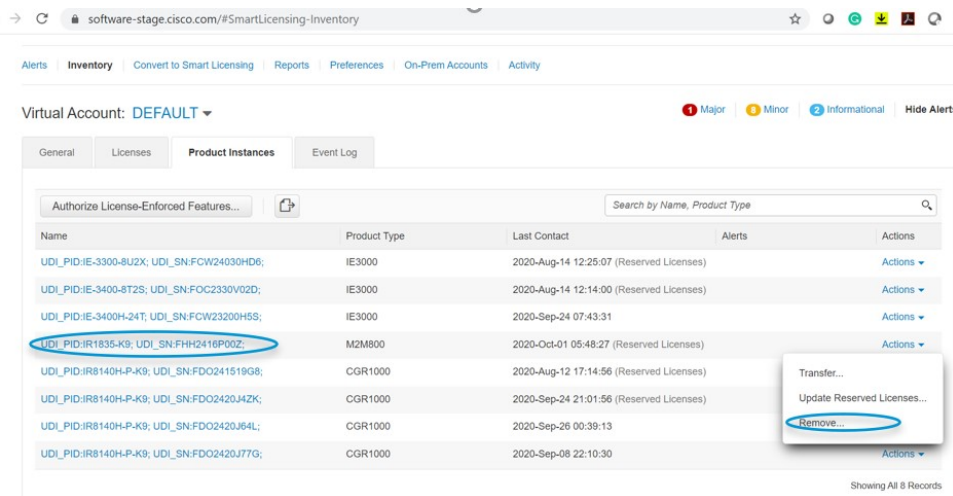 software-stage.cisco.com/#SmartLicensing-Inventory
Alerts Inventory Convert to Smart Licensing Reports Preferences On-Prem Accounts Activity
Virtual Account: DEFAULT 1 Major 8 Minor 2 Informational Hide Alerts
General Licenses Product Instances Event Log
Authorize License-Enforced Features... Search by Name, Product Type
Name Product Type Last Contact Alerts Actions
UDI_PID:IE-3300-8U2X; UDI_SN:FCW24030HD6; IE3000 2020-Aug-14 12:25:07 (Reserved Licenses) Actions
UDI_PID:IE-3400-8T2S; UDI_SN:FOC2330V02D; IE3000 2020-Aug-14 12:14:00 (Reserved Licenses) Actions
UDI_PID:IE-3400H-24T; UDI_SN:FCW23200H5S; IE3000 2020-Sep-24 07:43:31 Actions
UDI_PID:IR1835-K9; UDI_SN:FHH2416P00Z; M2M800 2020-Oct-01 05:48:27 (Reserved Licenses) Actions
UDI_PID:IR8140H-P-K9; UDI_SN:FDO241519G8; CGR1000 2020-Aug-12 17:14:56 (Reserved Licenses)
Transfer...
UDI_PID:IR8140H-P-K9; UDI_SN:FDO2420J4ZK; CGR1000 2020-Sep-24 21:01:56 (Reserved Licenses)
Update Reserved Licenses...
UDI_PID:IR8140H-P-K9; UDI_SN:FDO2420J64L; CGR1000 2020-Sep-26 00:39:13
Remove...
UDI_PID:IR8140H-P-K9; UDI_SN:FDO2420J77G; CGR1000 2020-Sep-08 22:10:30 Actions
Showing All 8 Records